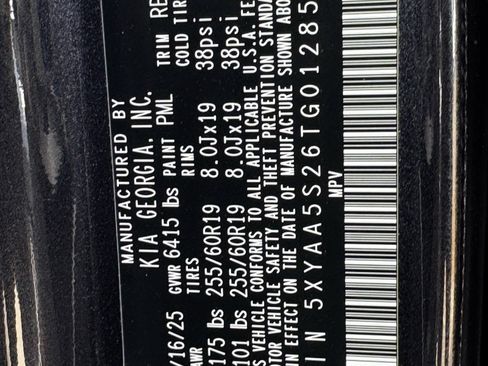 MANUFACTURED BY
KIA GEORGIA, INC.
/16/25 GVWR 6415 lbs PAINT PML TRIM
AWR TIRES RIMS COLD TIR
175 lbs 255/60R19 8.0Jx19 38psi
101 lbs 255/60R19 8.0Jx19 38psi
S VEHICLE CONFORMS TO ALL APPLICABLE U.S.A. FE
OTOR VEHICLE SAFETY AND THEFT PREVENTION STANDA
IN EFFECT ON THE DATE OF MANUFACTURE SHOWN ABO
IN 5XYAA5S26TG01285
MPV